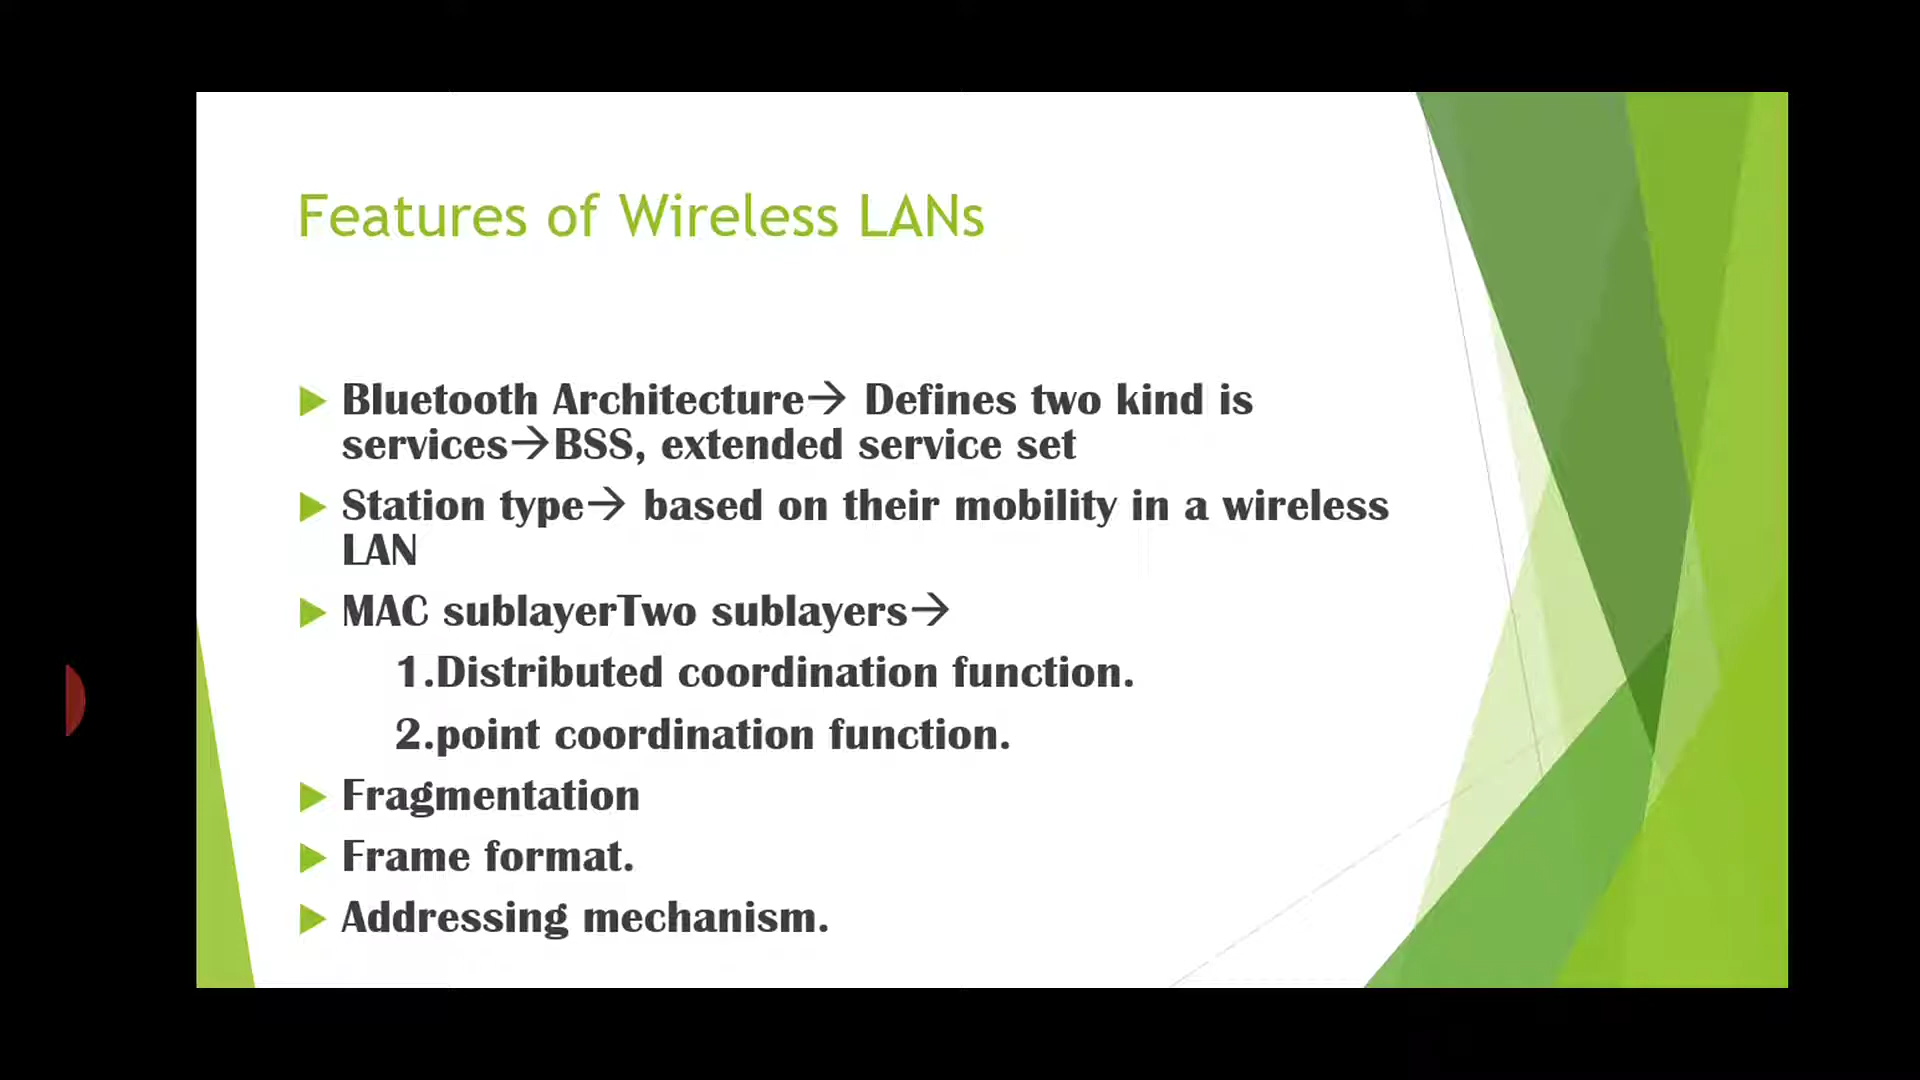 Features of Wireless LANs
Bluetooth Architecture→ Defines two kind is
services→BSS, extended service set
Station type→ based on their mobility in a wireless
LAN
MAC sublayerTwo sublayers→
1.Distributed coordination function.
2.point coordination function.
Fragmentation
Frame format.
Addressing mechanism.